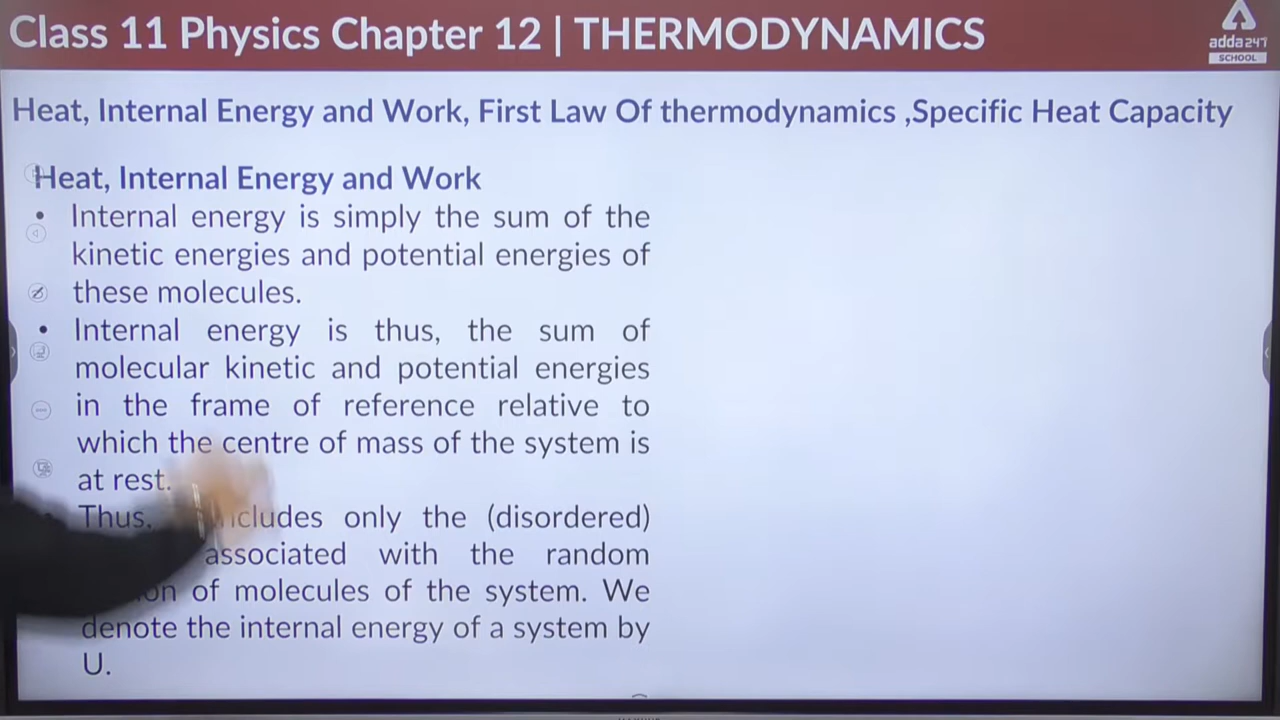 Class 11 Physics Chapter 12 | THERMODYNAMICS
adda247
SCHOOL
Heat, Internal Energy and Work, First Law Of thermodynamics ,Specific Heat Capacity
Heat, Internal Energy and Work
• Internal energy is simply the sum of the
kinetic energies and potential energies of
these molecules.
• Internal energy is thus, the sum of
molecular kinetic and potential energies
in the frame of reference relative to
which the centre of mass of the system is
at rest.
Thus, includes only the (disordered)
associated with the random
of molecules of the system. We
denote the internal energy of a system by
U.